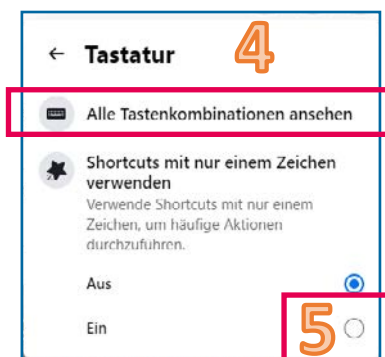 ← Tastatur 4
Alle Tastenkombinationen ansehen
Shortcuts mit nur einem Zeichen
verwenden
Verwende Shortcuts mit nur einem
Zeichen, um häufige Aktionen
durchzuführen.
Aus
Ein 5